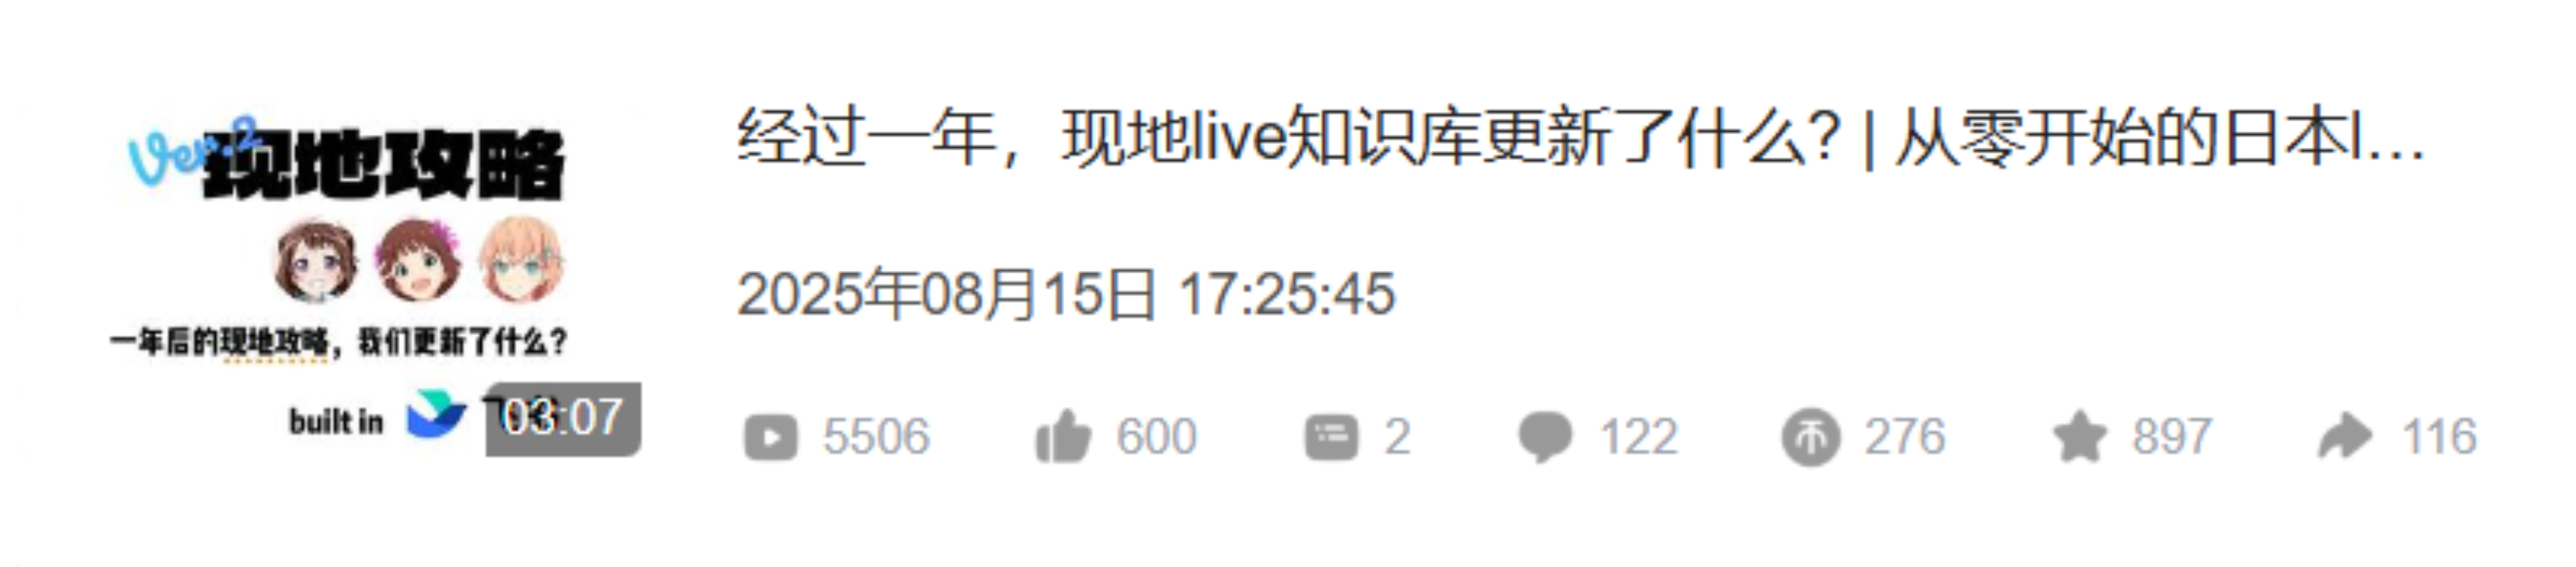 Ver.2
现地攻略
一年后的现地攻略，我们更新了什么?
built in
03:07
经过一年，现地live知识库更新了什么? | 从零开始的日本l...
2025年08月15日 17:25:45
5506 600 2 122 276 897 116